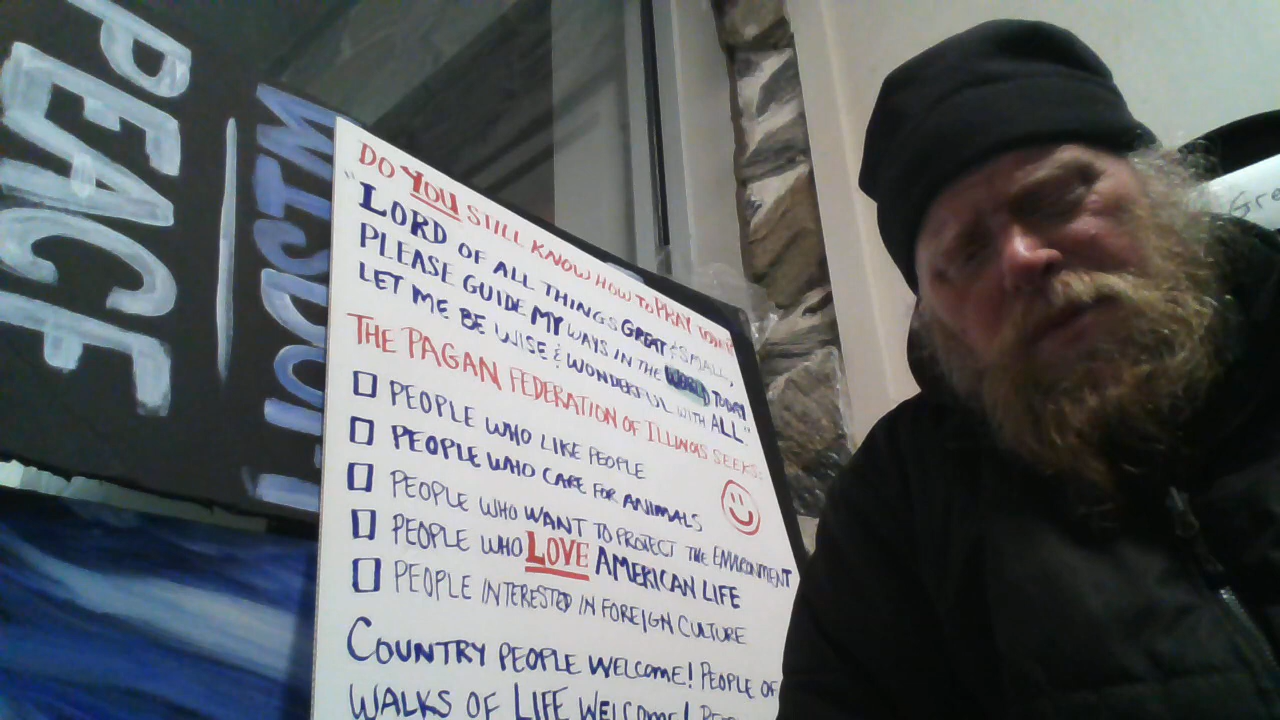 PEACE
WISDOM
DO YOU STILL KNOW HOW TO PRAY TODAY?
"LORD OF ALL THINGS GREAT & SMALL,
PLEASE GUIDE MY WAYS IN THE WORLD TODAY
LET ME BE WISE & WONDERFUL WITH ALL."
THE PAGAN FEDERATION OF ILLINOIS SEEKS:
PEOPLE WHO LIKE PEOPLE
PEOPLE WHO CARE FOR ANIMALS
PEOPLE WHO WANT TO PROTECT THE ENVIRONMENT
PEOPLE WHO LOVE AMERICAN LIFE
PEOPLE INTERESTED IN FOREIGN CULTURE
COUNTRY PEOPLE WELCOME! PEOPLE OF
WALKS OF LIFE WELCOME!
Gre